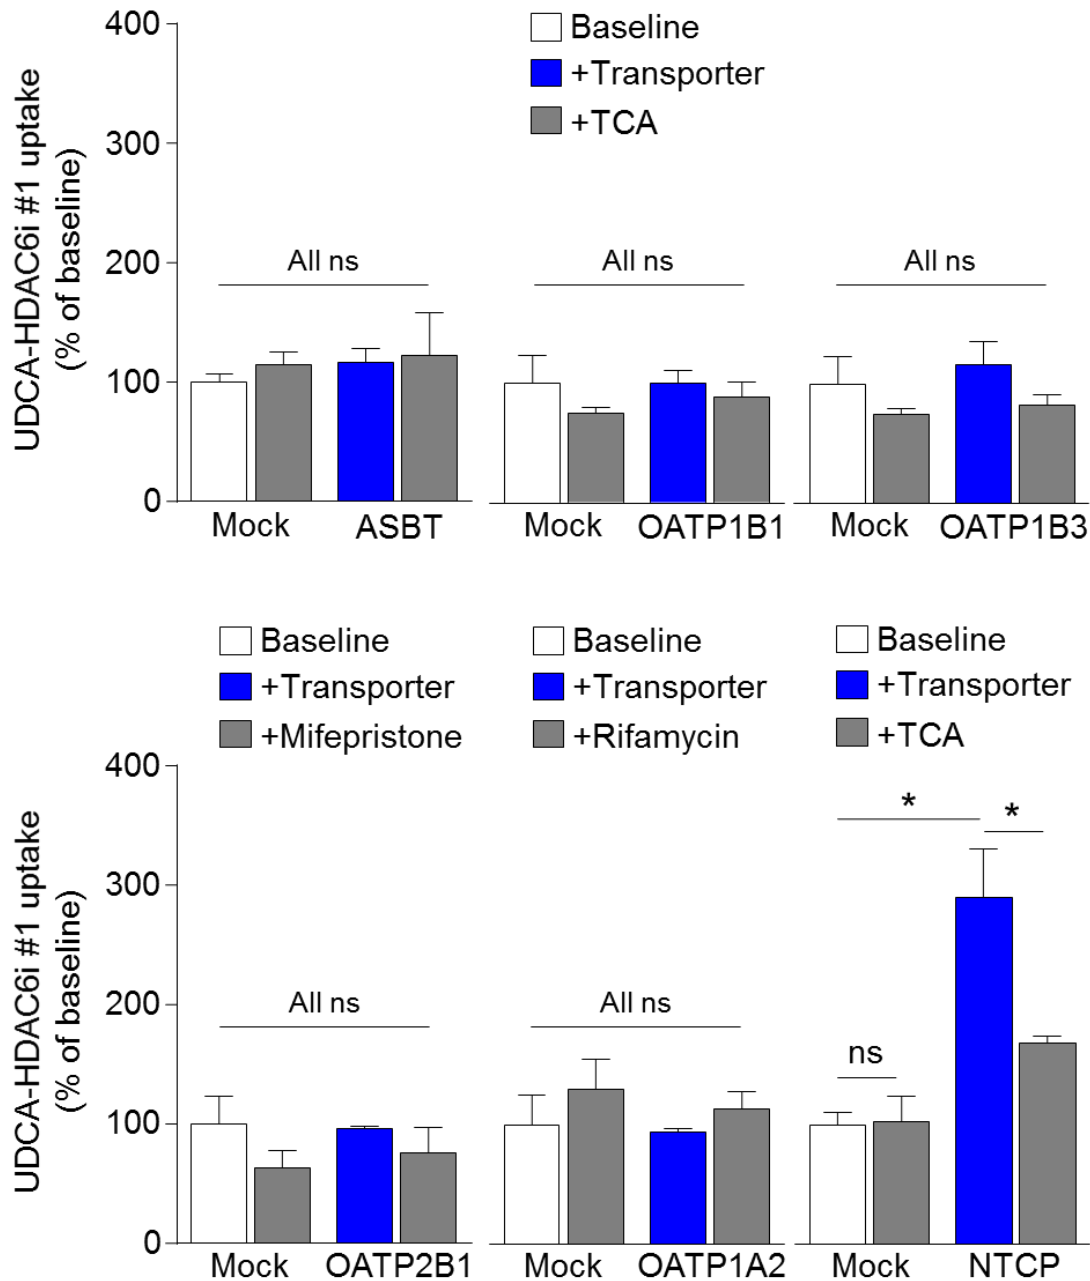 UDCA-HDAC6i #1 uptake
(% of baseline)
400
300
200
100
0
Baseline
+Transporter
+TCA
All ns
All ns
All ns
Mock ASBT
Mock OATP1B1
Mock OATP1B3
UDCA-HDAC6i #1 uptake
(% of baseline)
400
300
200
100
0
Baseline
+Transporter
+Mifepristone
Baseline
+Transporter
+Rifamycin
Baseline
+Transporter
+TCA
All ns
All ns
ns
*
*
Mock OATP2B1
Mock OATP1A2
Mock NTCP